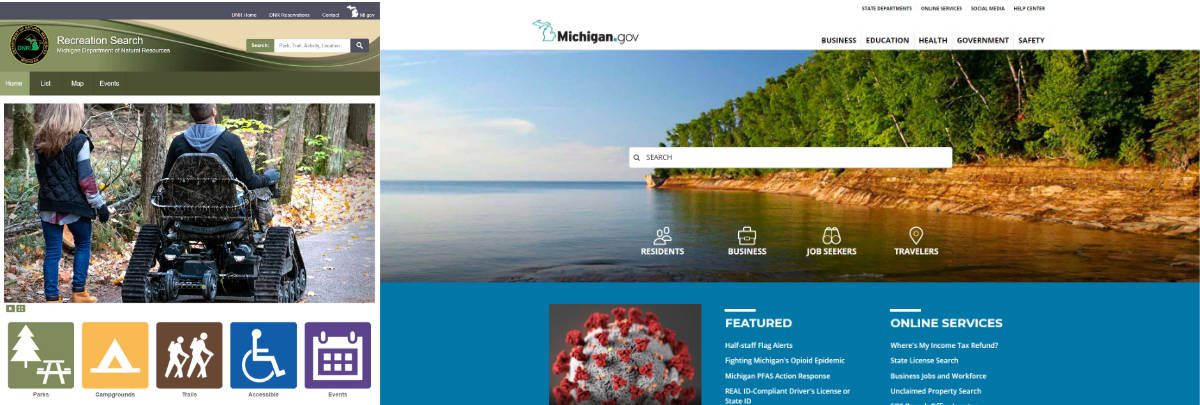 DNR Home DNR Reservations Contact MI.gov
DNR
Recreation Search
Michigan Department of Natural Resources
Search: Park, Trail, Activity, Location
Home List Map Events
Parks Campgrounds Trails Accessible Events
STATE DEPARTMENTS ONLINE SERVICES SOCIAL MEDIA HELP CENTER
Michigan.gov
BUSINESS EDUCATION HEALTH GOVERNMENT SAFETY
SEARCH
RESIDENTS BUSINESS JOB SEEKERS TRAVELERS
FEATURED
Half-staff Flag Alerts
Fighting Michigan's Opioid Epidemic
Michigan PFAS Action Response
REAL ID-Compliant Driver's License or
State ID
ONLINE SERVICES
Where's My Income Tax Refund?
State License Search
Business Jobs and Workforce
Unclaimed Property Search